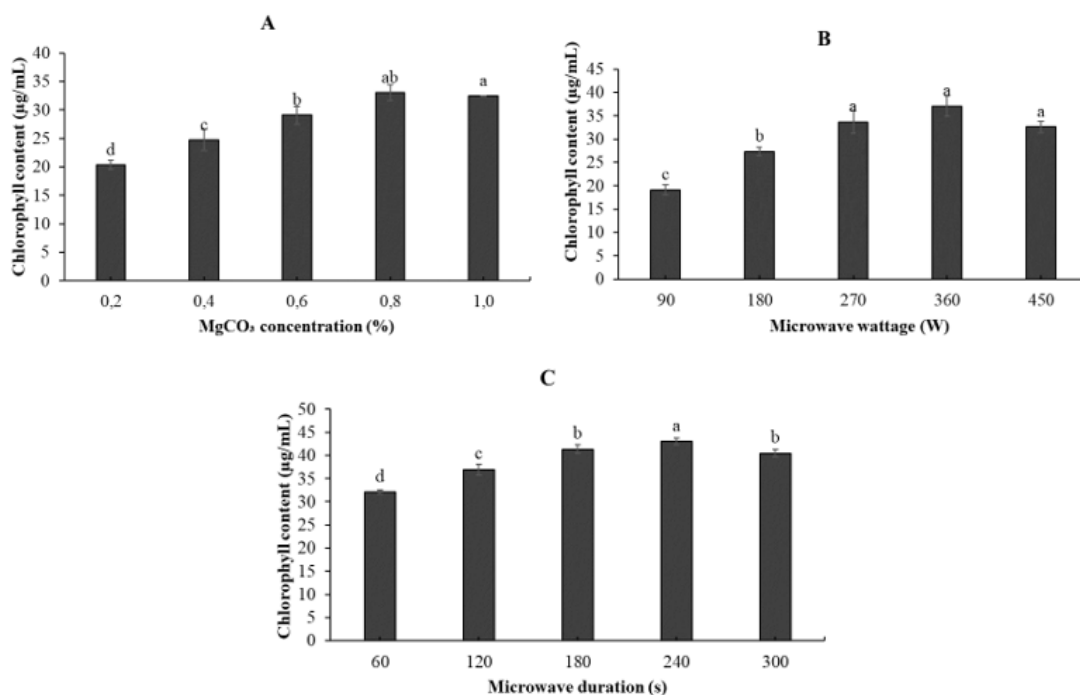 A
Chlorophyll content (µg/mL)
40
35
30
25
20
15
10
5
0
d
c
b
ab
a
0,2 0,4 0,6 0,8 1,0
MgCO₃ concentration (%)
B
Chlorophyll content (µg/mL)
45
40
35
30
25
20
15
10
5
0
c
b
a
a
a
90 180 270 360 450
Microwave wattage (W)
C
Chlorophyll content (µg/mL)
50
45
40
35
30
25
20
15
10
5
0
d
c
b
a
b
60 120 180 240 300
Microwave duration (s)